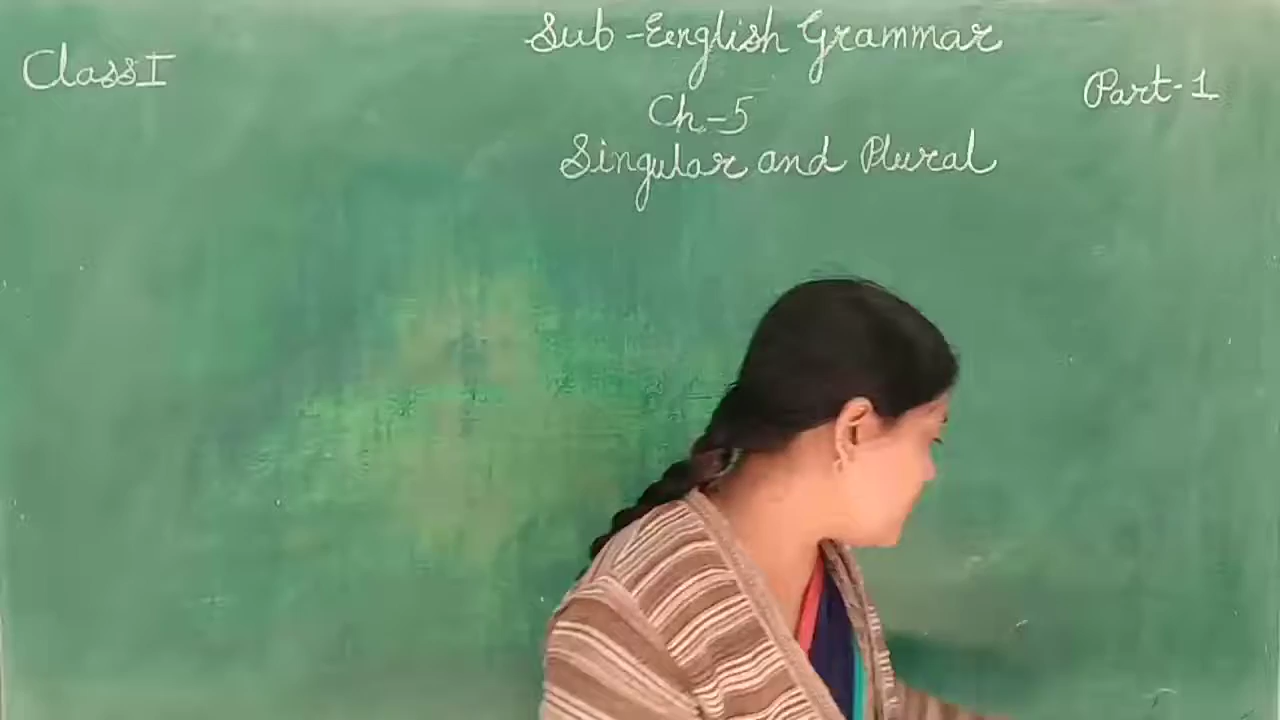 Sub-English Grammar
Class I
Part-1
Ch-5
Singular and Plural